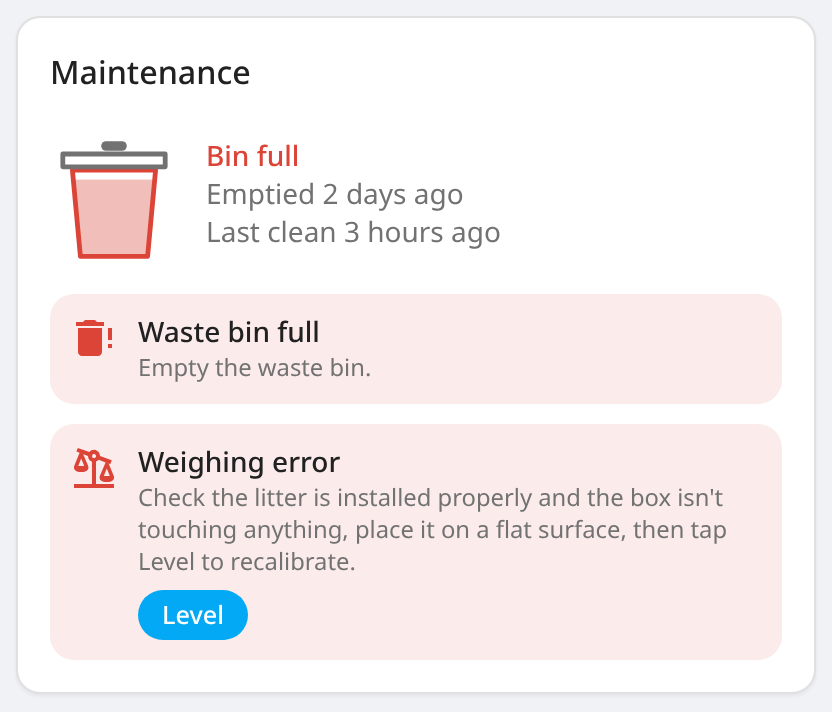 Maintenance
Bin full
Emptied 2 days ago
Last clean 3 hours ago
Waste bin full
Empty the waste bin.
Weighing error
Check the litter is installed properly and the box isn't
touching anything, place it on a flat surface, then tap
Level to recalibrate.
Level